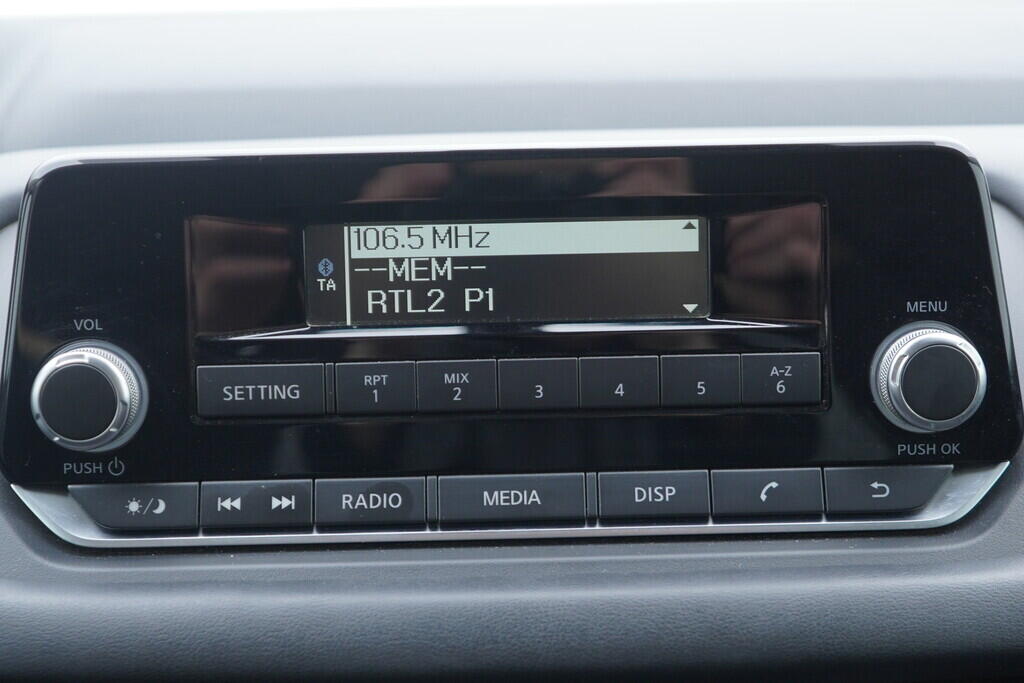 106.5 MHz
--MEM--
TA
RTL2 P1
VOL
MENU
SETTING
RPT
1
MIX
2
3
4
5
A-Z
6
PUSH
PUSH OK
RADIO
MEDIA
DISP